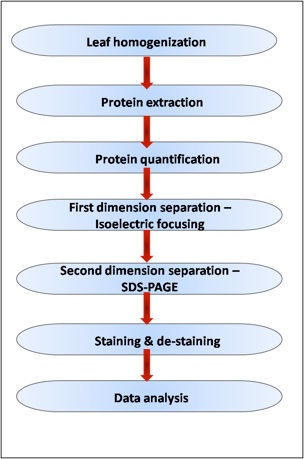 Leaf homogenization
Protein extraction
Protein quantification
First dimension separation –
Isoelectric focusing
Second dimension separation –
SDS-PAGE
Staining & de-staining
Data analysis